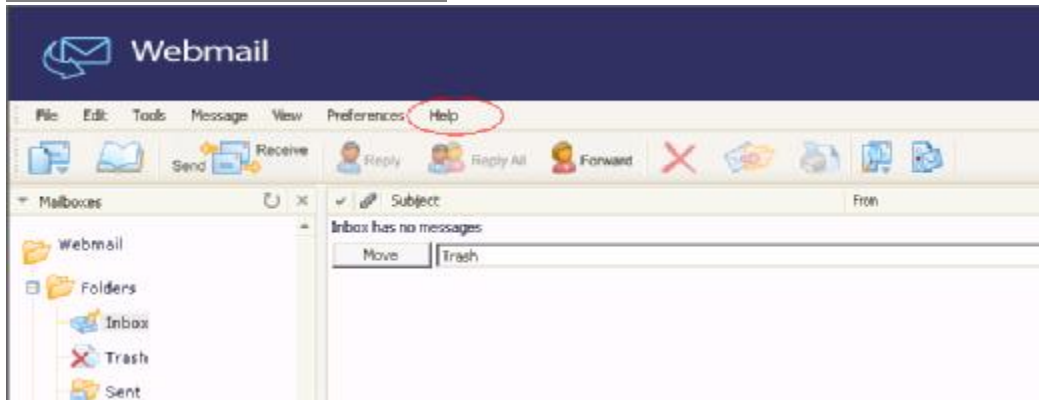 Webmail
File Edit Tools Message View Preferences Help
Send Receive Reply Reply All Forward
Mailboxes Subject From
Inbox has no messages
Webmail Move Trash
Folders
Inbox
Trash
Sent